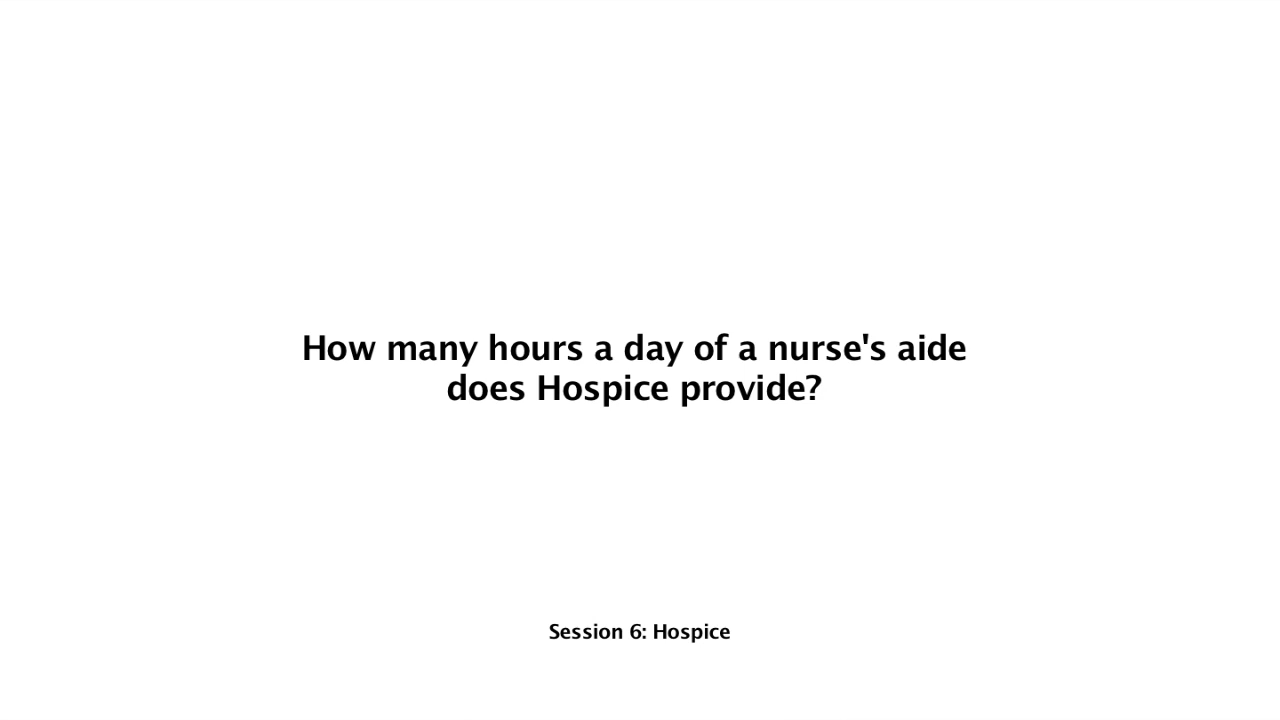 How many hours a day of a nurse's aide
does Hospice provide?
Session 6: Hospice